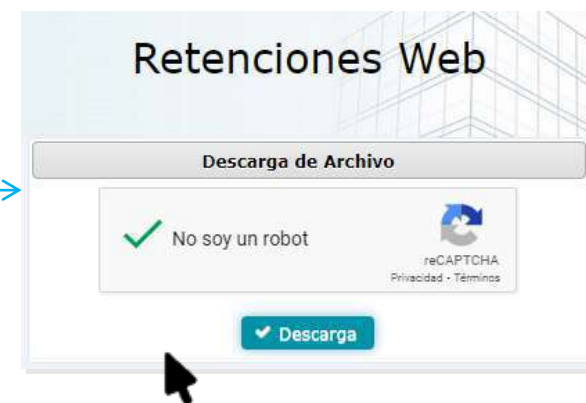 Retenciones Web
Descarga de Archivo
No soy un robot
reCAPTCHA
Privacidad - Términos
Descarga